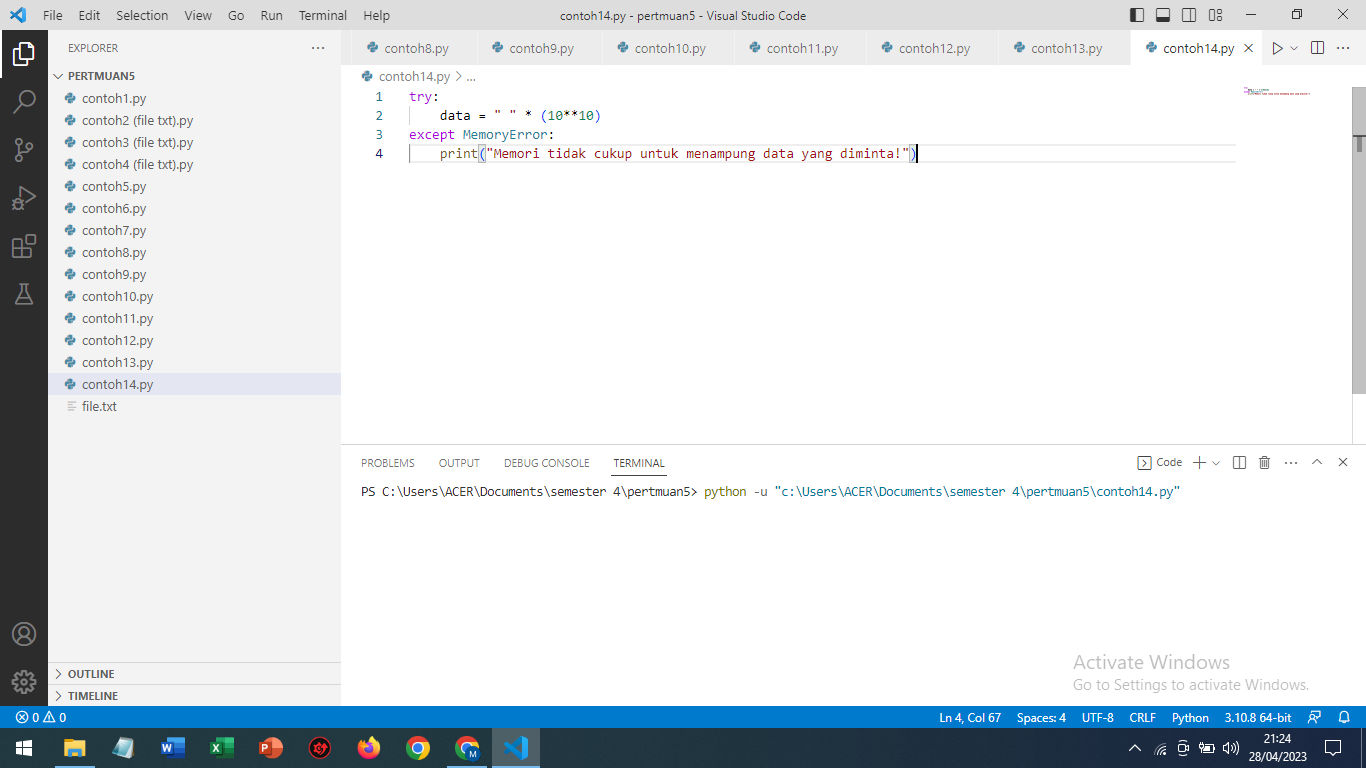 File Edit Selection View Go Run Terminal Help
contoh14.py - pertmuan5 - Visual Studio Code
EXPLORER
PERTMUAN5
contoh1.py
contoh2 (file txt).py
contoh3 (file txt).py
contoh4 (file txt).py
contoh5.py
contoh6.py
contoh7.py
contoh8.py
contoh9.py
contoh10.py
contoh11.py
contoh12.py
contoh13.py
contoh14.py
file.txt
OUTLINE
TIMELINE
contoh8.py contoh9.py contoh10.py contoh11.py contoh12.py contoh13.py contoh14.py
contoh14.py > ...
1 try:
2 data = " " * (10**10)
3 except MemoryError:
4 print("Memori tidak cukup untuk menampung data yang diminta!")
PROBLEMS OUTPUT DEBUG CONSOLE TERMINAL
Code
PS C:\Users\ACER\Documents\semester 4\pertmuan5> python -u "c:\Users\ACER\Documents\semester 4\pertmuan5\contoh14.py"
Activate Windows
Go to Settings to activate Windows.
0 0
Ln 4, Col 67 Spaces: 4 UTF-8 CRLF Python 3.10.8 64-bit
21:24
28/04/2023